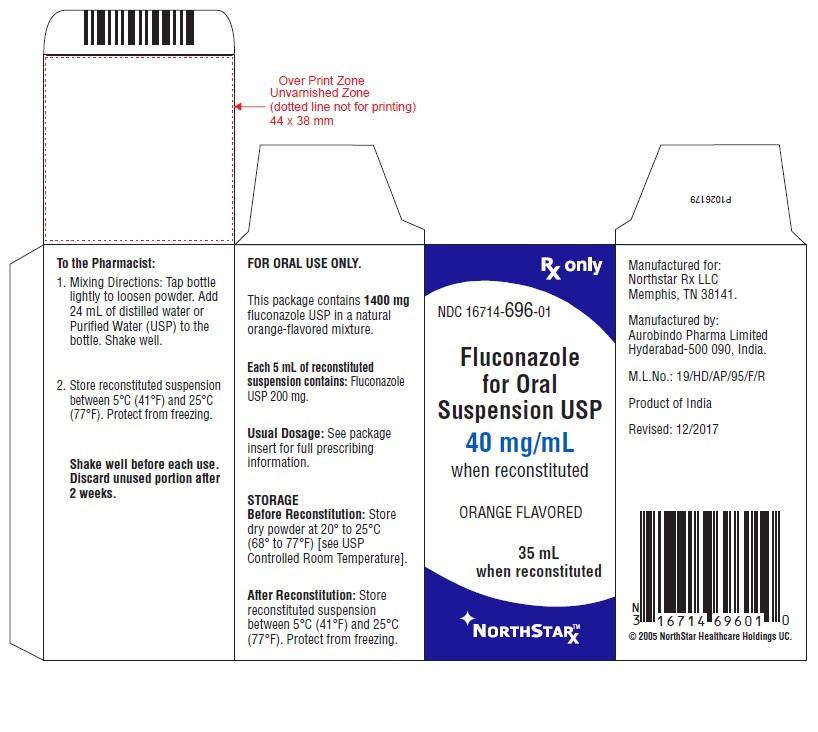 Over Print Zone
Unvarnished Zone
(dotted line not for printing)
44 x 38 mm
To the Pharmacist:
1. Mixing Directions: Tap bottle
lightly to loosen powder. Add
24 mL of distilled water or
Purified Water (USP) to the
bottle. Shake well.
2. Store reconstituted suspension
between 5°C (41°F) and 25°C
(77°F). Protect from freezing.
Shake well before each use.
Discard unused portion after
2 weeks.
FOR ORAL USE ONLY.
This package contains 1400 mg
fluconazole USP in a natural
orange-flavored mixture.
Each 5 mL of reconstituted
suspension contains: Fluconazole
USP 200 mg.
Usual Dosage: See package
insert for full prescribing
information.
STORAGE
Before Reconstitution: Store
dry powder at 20° to 25°C
(68° to 77°F) [see USP
Controlled Room Temperature].
After Reconstitution: Store
reconstituted suspension
between 5°C (41°F) and 25°C
(77°F). Protect from freezing.
Rx only
NDC 16714-696-01
Fluconazole
for Oral
Suspension USP
40 mg/mL
when reconstituted
ORANGE FLAVORED
35 mL
when reconstituted
NORTHSTARx™
P1026179
Manufactured for:
Northstar Rx LLC
Memphis, TN 38141.
Manufactured by:
Aurobindo Pharma Limited
Hyderabad-500 090, India.
M.L.No.: 19/HD/AP/95/F/R
Product of India
Revised: 12/2017
N
3 16714 69601 0
© 2005 NorthStar Healthcare Holdings UC.